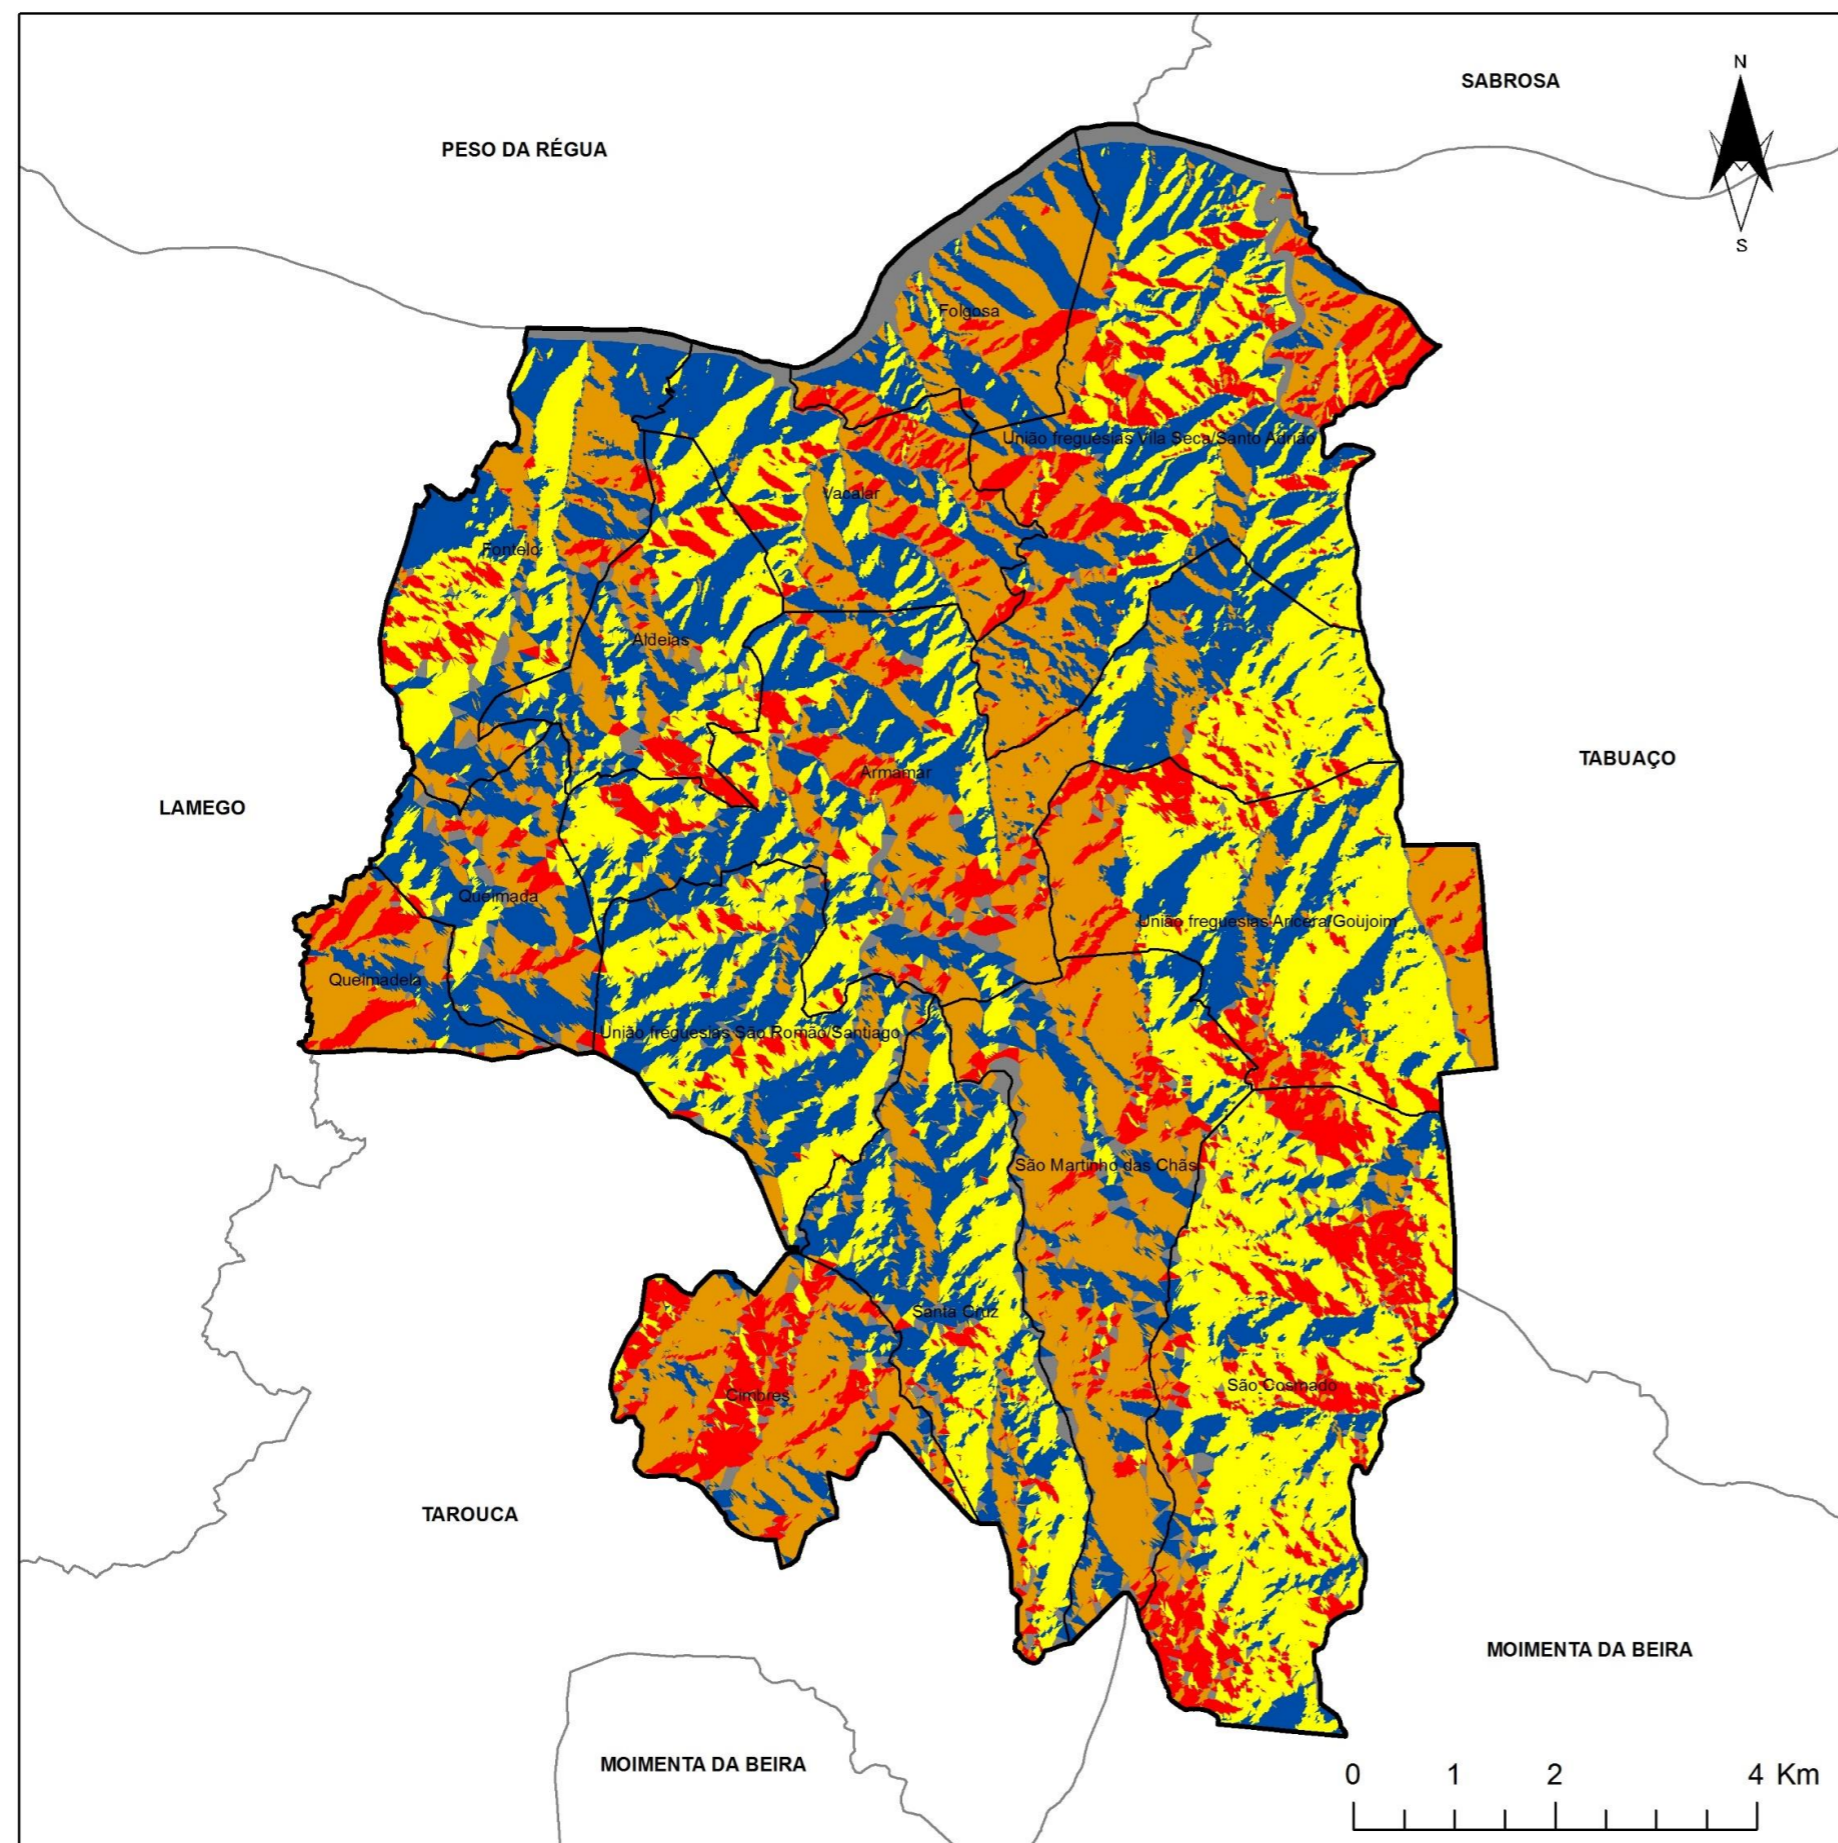 SABROSA
N
PESO DA RÉGUA
S
Folgosa
União freguesias Vila Seca/Santo Adrião
Vacalar
Fontelo
Aldeias
TABUAÇO
Armamar
LAMEGO
Queimada
União freguesias Aricera/Goujoim
Queimadela
União freguesias São Romão/Santiago
São Martinho das Chãs
Santa Cruz
São Cosmado
Cimbres
TAROUCA
MOIMENTA DA BEIRA
MOIMENTA DA BEIRA
0 1 2 4 Km